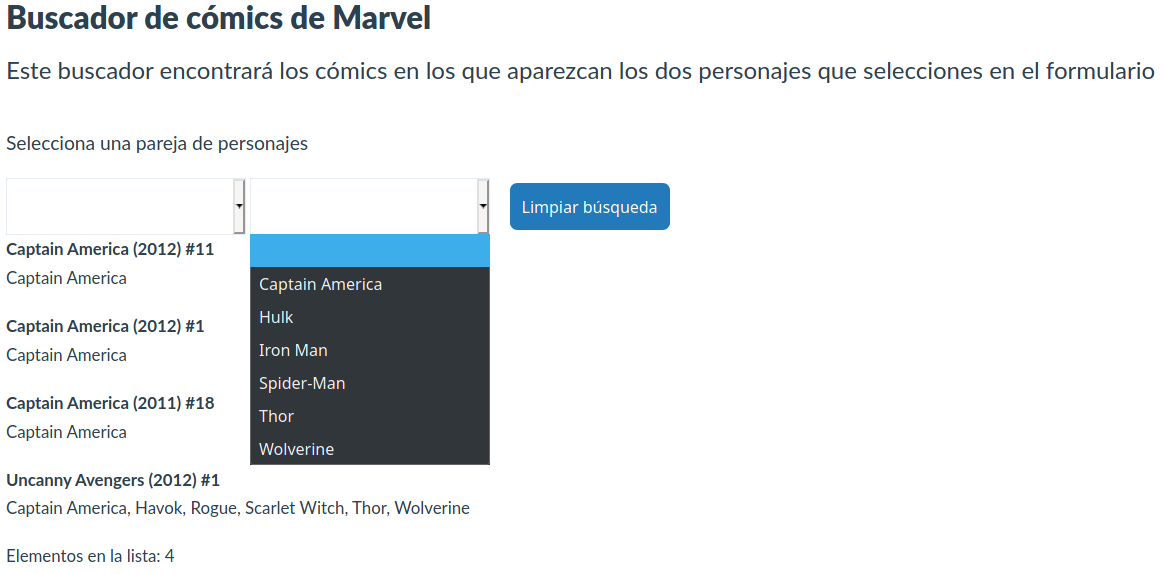 Buscador de cómics de Marvel
Este buscador encontrará los cómics en los que aparezcan los dos personajes que selecciones en el formulario
Selecciona una pareja de personajes
Limpiar búsqueda
Captain America (2012) #11
Captain America
Captain America (2012) #1
Captain America
Captain America (2011) #18
Captain America
Captain America
Hulk
Iron Man
Spider-Man
Thor
Wolverine
Uncanny Avengers (2012) #1
Captain America, Havok, Rogue, Scarlet Witch, Thor, Wolverine
Elementos en la lista: 4